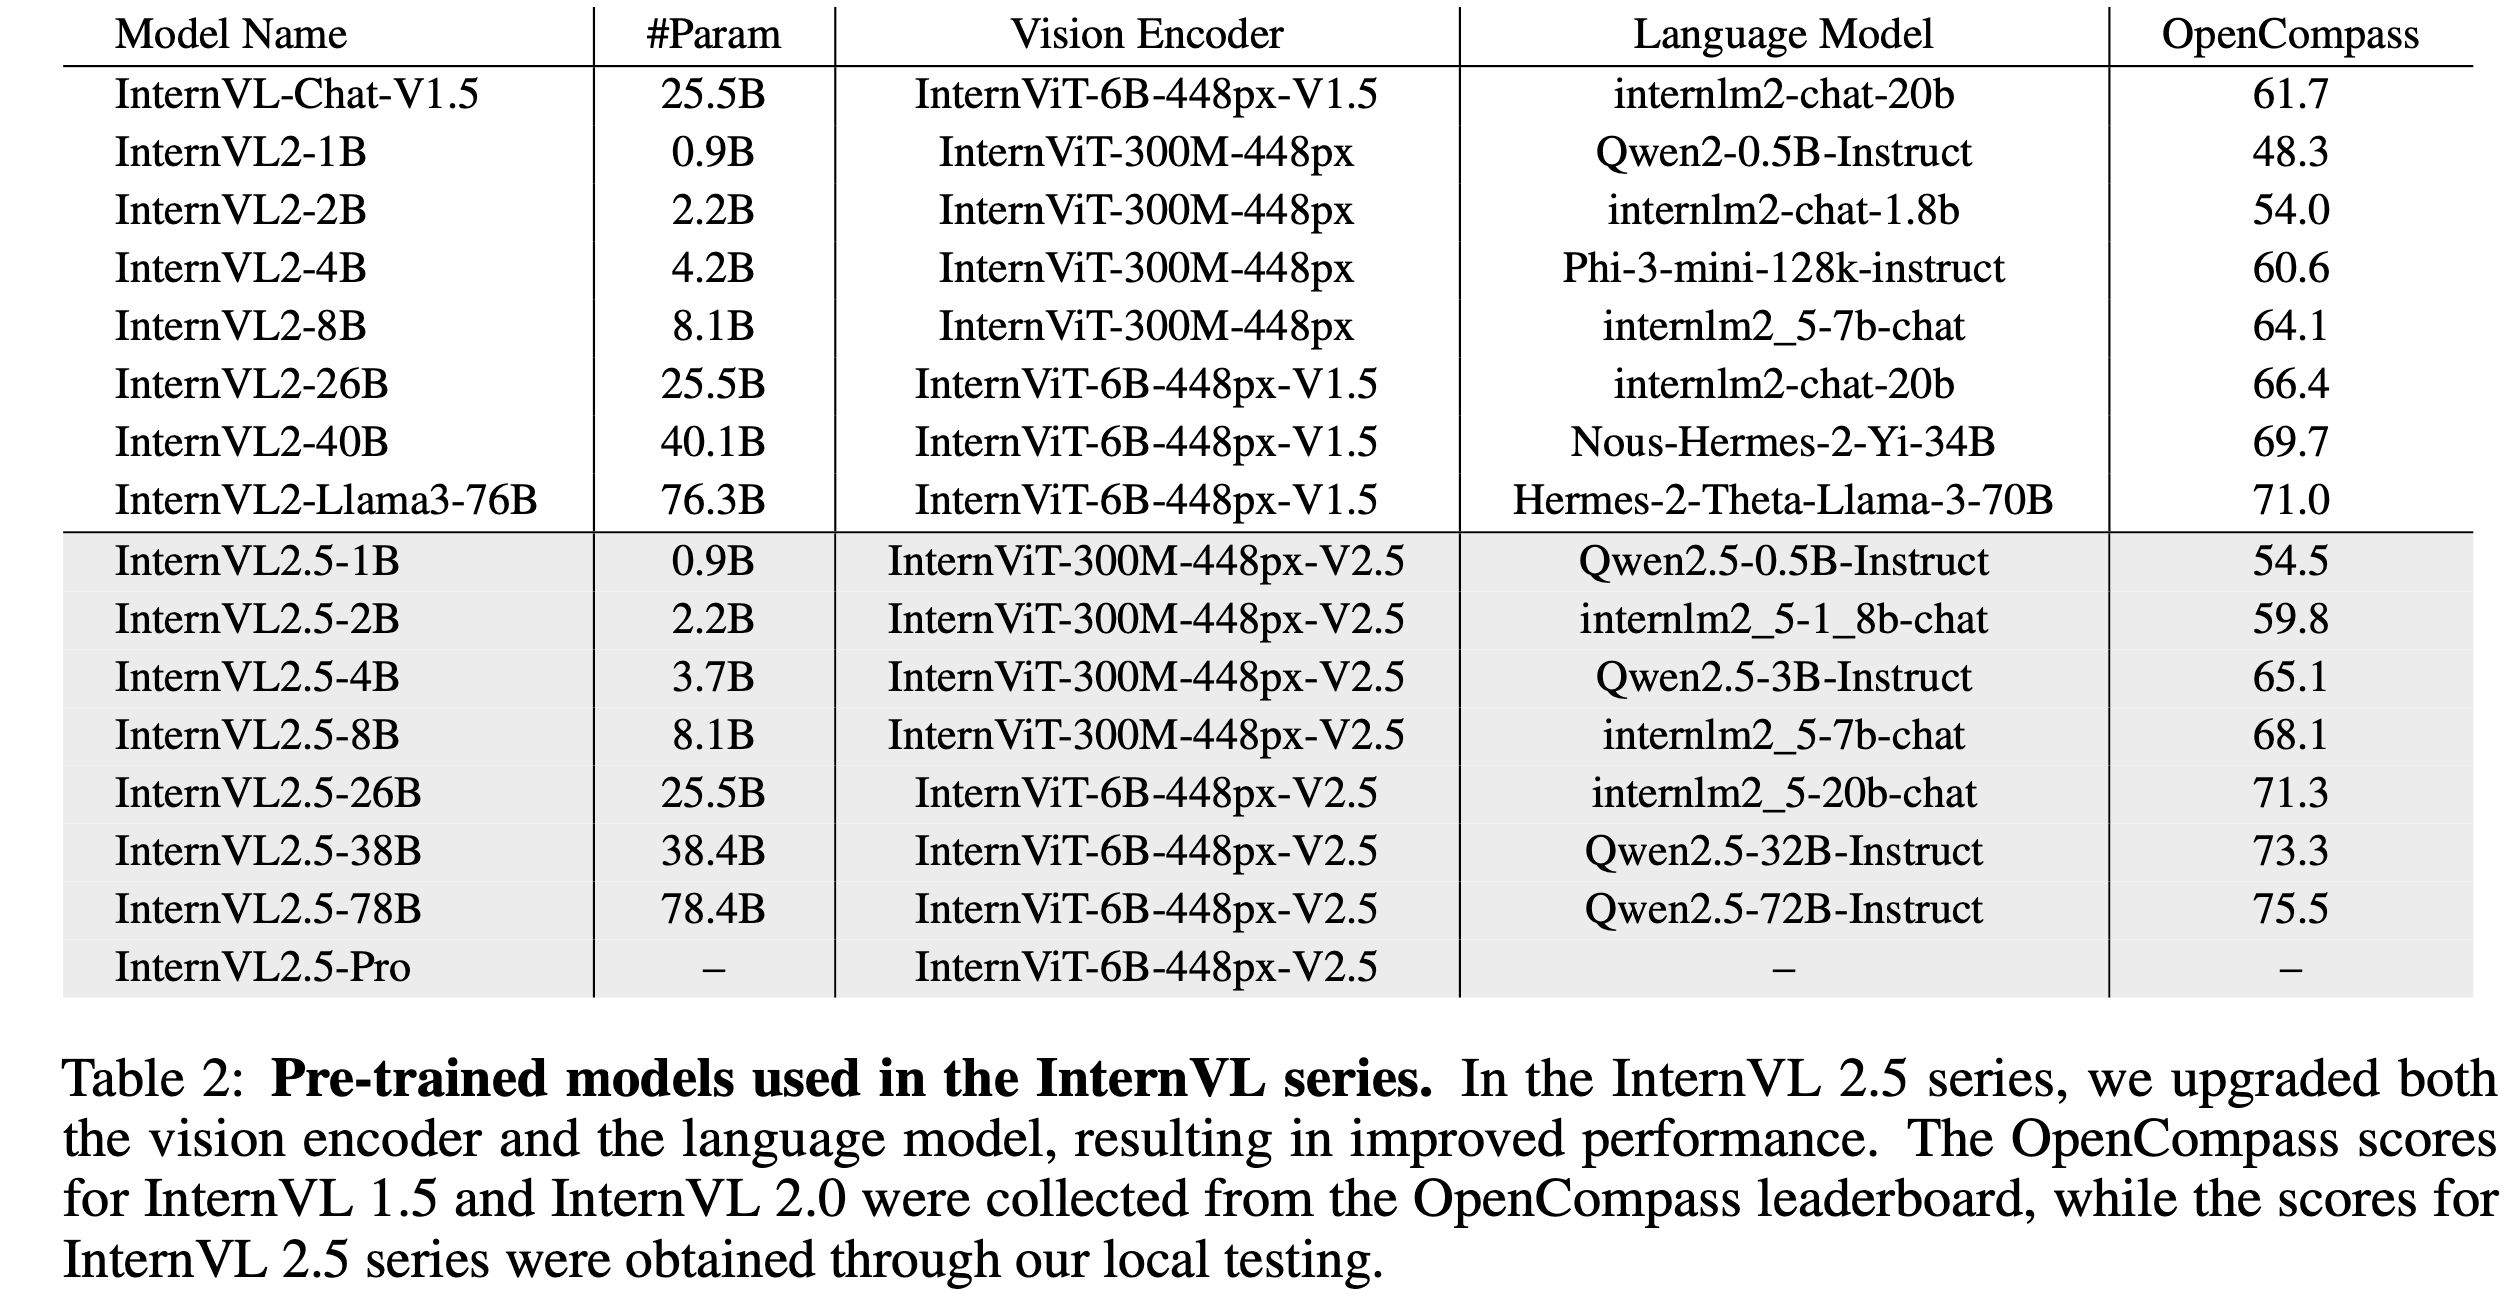 Model Name #Param Vision Encoder Language Model OpenCompass
InternVL-Chat-V1.5 25.5B InternViT-6B-448px-V1.5 internlm2-chat-20b 61.7
InternVL2-1B 0.9B InternViT-300M-448px Qwen2-0.5B-Instruct 48.3
InternVL2-2B 2.2B InternViT-300M-448px internlm2-chat-1.8b 54.0
InternVL2-4B 4.2B InternViT-300M-448px Phi-3-mini-128k-instruct 60.6
InternVL2-8B 8.1B InternViT-300M-448px internlm2_5-7b-chat 64.1
InternVL2-26B 25.5B InternViT-6B-448px-V1.5 internlm2-chat-20b 66.4
InternVL2-40B 40.1B InternViT-6B-448px-V1.5 Nous-Hermes-2-Yi-34B 69.7
InternVL2-Llama3-76B 76.3B InternViT-6B-448px-V1.5 Hermes-2-Theta-Llama-3-70B 71.0
InternVL2.5-1B 0.9B InternViT-300M-448px-V2.5 Qwen2.5-0.5B-Instruct 54.5
InternVL2.5-2B 2.2B InternViT-300M-448px-V2.5 internlm2_5-1_8b-chat 59.8
InternVL2.5-4B 3.7B InternViT-300M-448px-V2.5 Qwen2.5-3B-Instruct 65.1
InternVL2.5-8B 8.1B InternViT-300M-448px-V2.5 internlm2_5-7b-chat 68.1
InternVL2.5-26B 25.5B InternViT-6B-448px-V2.5 internlm2_5-20b-chat 71.3
InternVL2.5-38B 38.4B InternViT-6B-448px-V2.5 Qwen2.5-32B-Instruct 73.3
InternVL2.5-78B 78.4B InternViT-6B-448px-V2.5 Qwen2.5-72B-Instruct 75.5
InternVL2.5-Pro – InternViT-6B-448px-V2.5 – –
Table 2: Pre-trained models used in the InternVL series. In the InternVL 2.5 series, we upgraded both
the vision encoder and the language model, resulting in improved performance. The OpenCompass scores
for InternVL 1.5 and InternVL 2.0 were collected from the OpenCompass leaderboard, while the scores for
InternVL 2.5 series were obtained through our local testing.